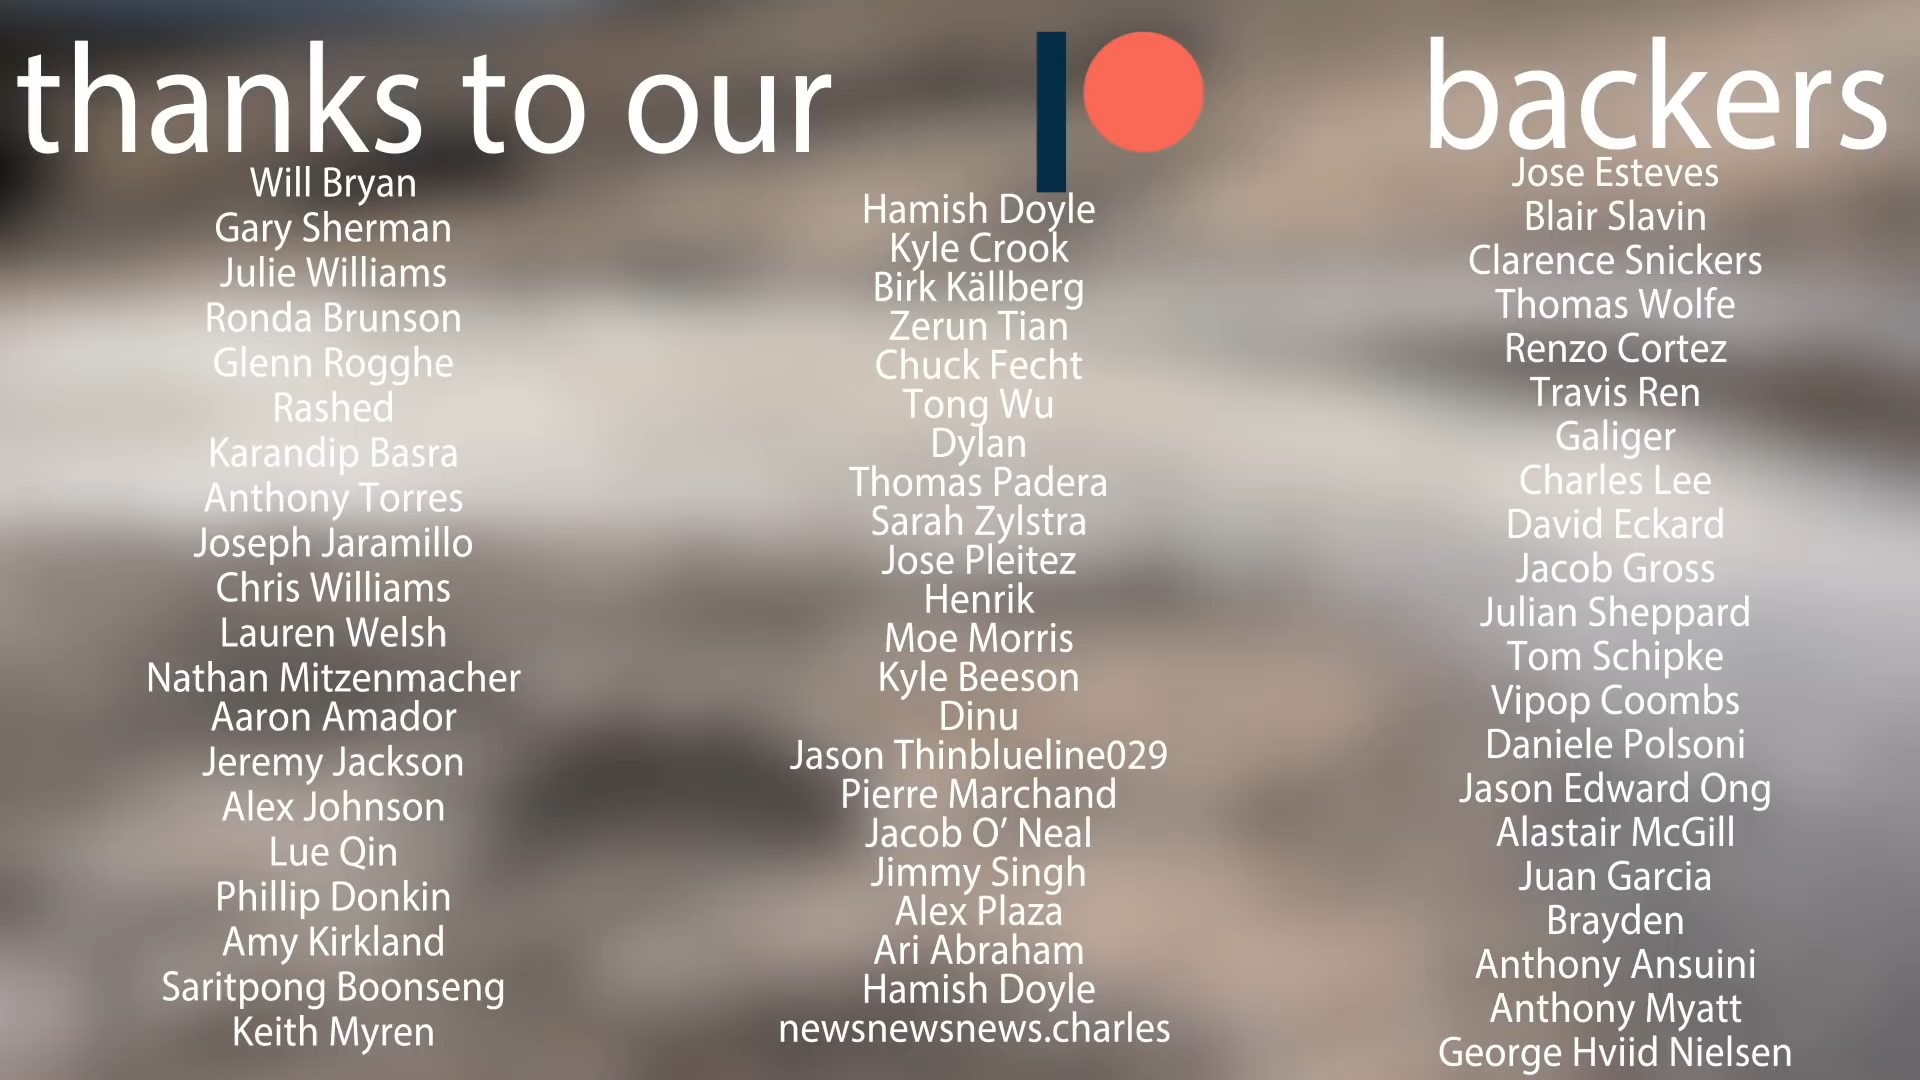 thanks to our backers
Will Bryan
Gary Sherman
Julie Williams
Ronda Brunson
Glenn Rogghe
Rashed
Karandip Basra
Anthony Torres
Joseph Jaramillo
Chris Williams
Lauren Welsh
Nathan Mitzenmacher
Aaron Amador
Jeremy Jackson
Alex Johnson
Lue Qin
Phillip Donkin
Amy Kirkland
Saritpong Boonseng
Keith Myren
Hamish Doyle
Kyle Crook
Birk Källberg
Zerun Tian
Chuck Fecht
Tong Wu
Dylan
Thomas Padera
Sarah Zylstra
Jose Pleitez
Henrik
Moe Morris
Kyle Beeson
Dinu
Jason Thinblueline029
Pierre Marchand
Jacob O’ Neal
Jimmy Singh
Alex Plaza
Ari Abraham
Hamish Doyle
newsnewsnews.charles
Jose Esteves
Blair Slavin
Clarence Snickers
Thomas Wolfe
Renzo Cortez
Travis Ren
Galiger
Charles Lee
David Eckard
Jacob Gross
Julian Sheppard
Tom Schipke
Vipop Coombs
Daniele Polsoni
Jason Edward Ong
Alastair McGill
Juan Garcia
Brayden
Anthony Ansuini
Anthony Myatt
George Hviid Nielsen